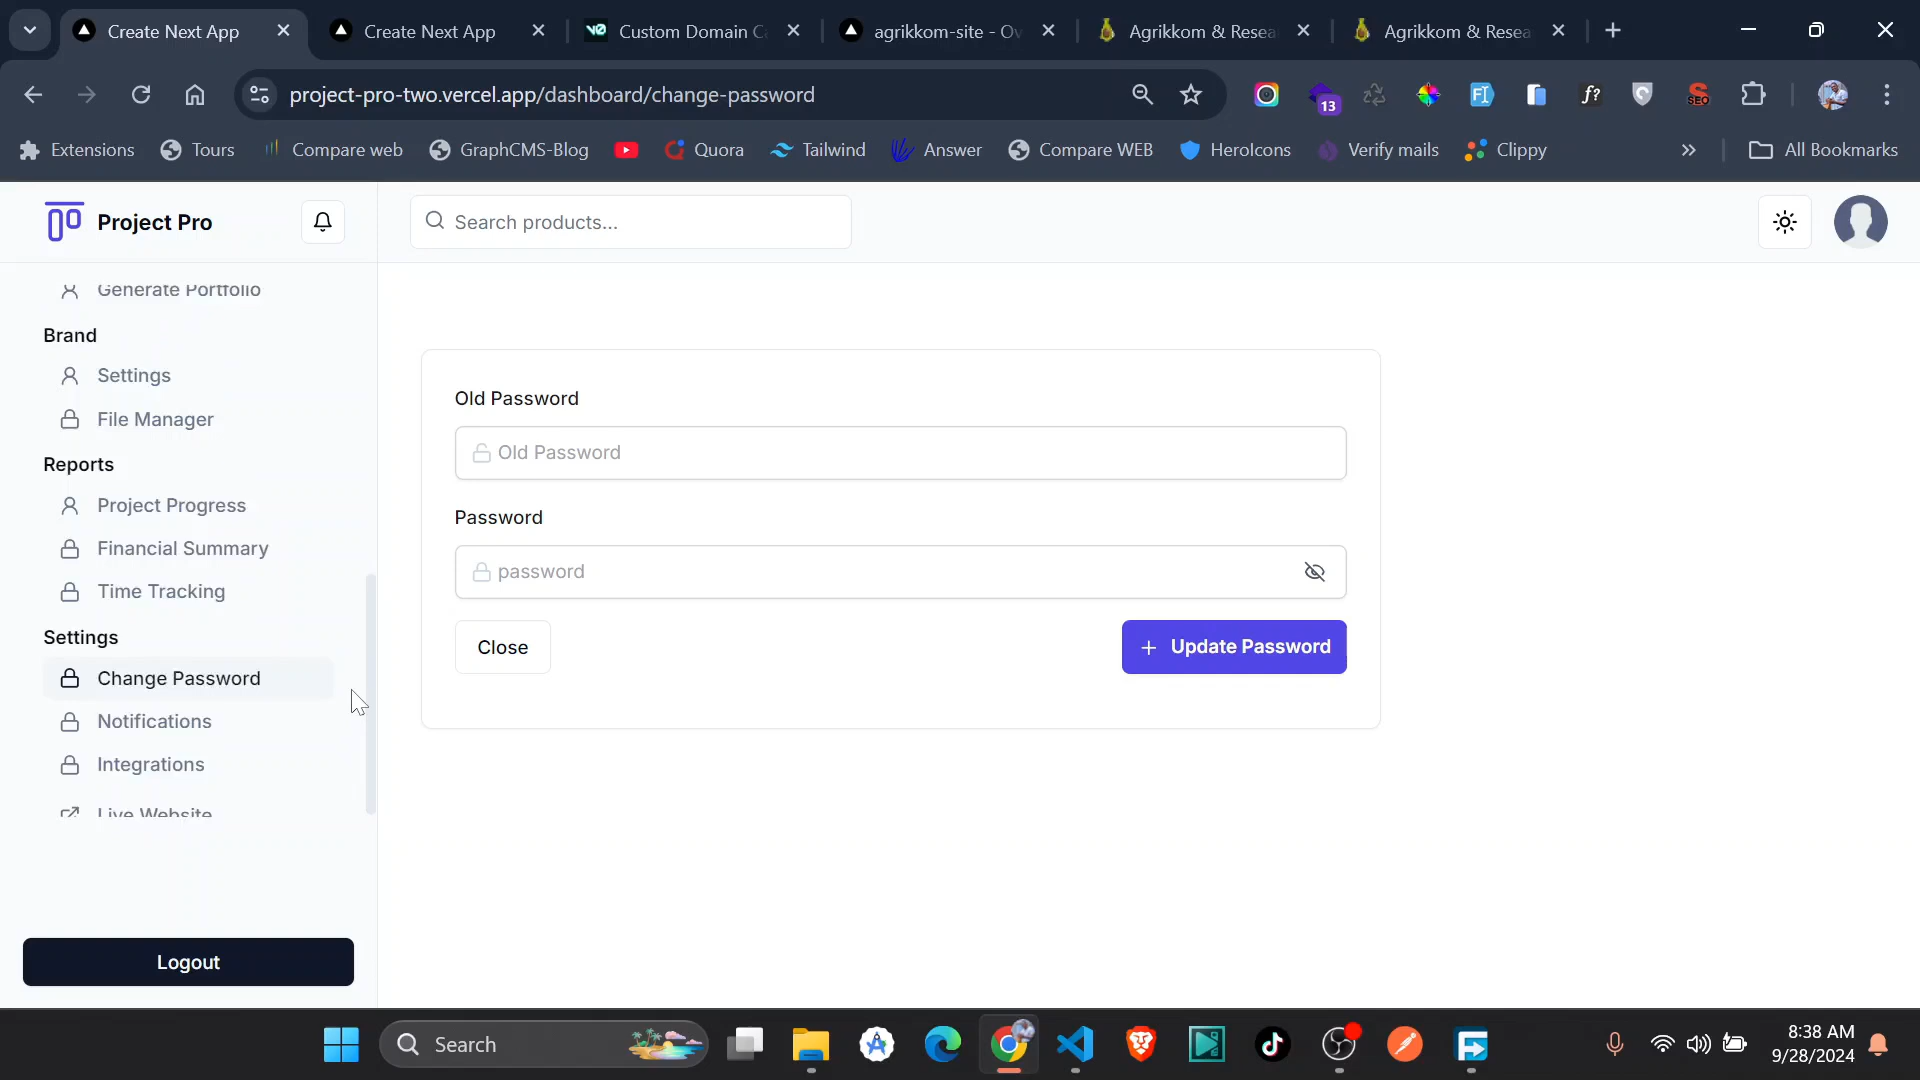 Create Next App
Create Next App
Custom Domain
agrikkom-site - Ov
Agrikkom & Resea
Agrikkom & Resea
project-pro-two.vercel.app/dashboard/change-password
13
SEO
Extensions
Tours
Compare web
GraphCMS-Blog
Quora
Tailwind
Answer
Compare WEB
HeroIcons
Verify mails
Clippy
All Bookmarks
Project Pro
Search products...
Generate Portfolio
Brand
Settings
File Manager
Reports
Project Progress
Financial Summary
Time Tracking
Settings
Change Password
Notifications
Integrations
Live Website
Logout
Old Password
Old Password
Password
password
Close
+ Update Password
Search
8:38 AM
9/28/2024